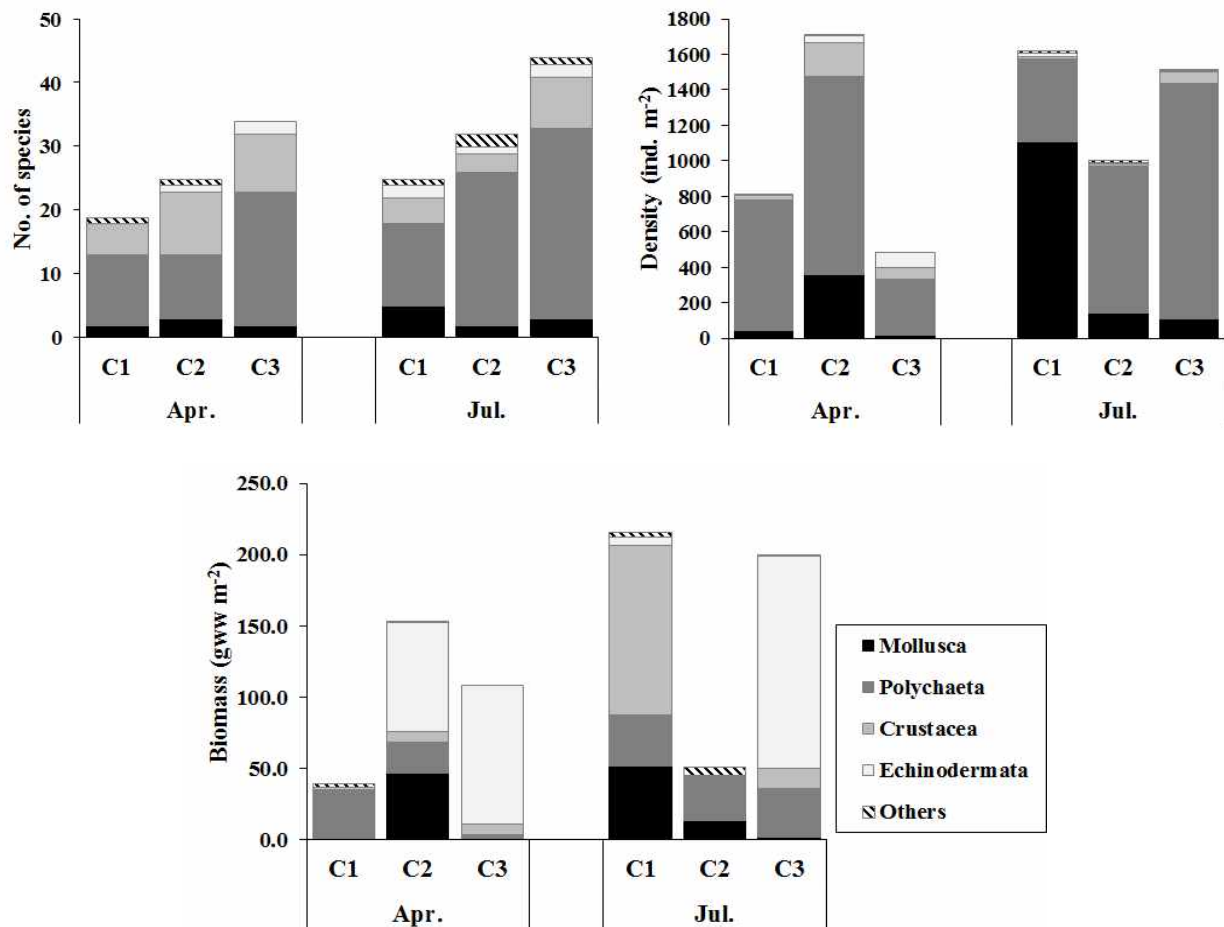 No. of species
50
40
30
20
10
0
C1 C2 C3 C1 C2 C3
Apr. Jul.
Density (ind. m-2)
1800
1600
1400
1200
1000
800
600
400
200
0
C1 C2 C3 C1 C2 C3
Apr. Jul.
Biomass (gww m-2)
250.0
200.0
150.0
100.0
50.0
0.0
C1 C2 C3 C1 C2 C3
Apr. Jul.
Mollusca
Polychaeta
Crustacea
Echinodermata
Others